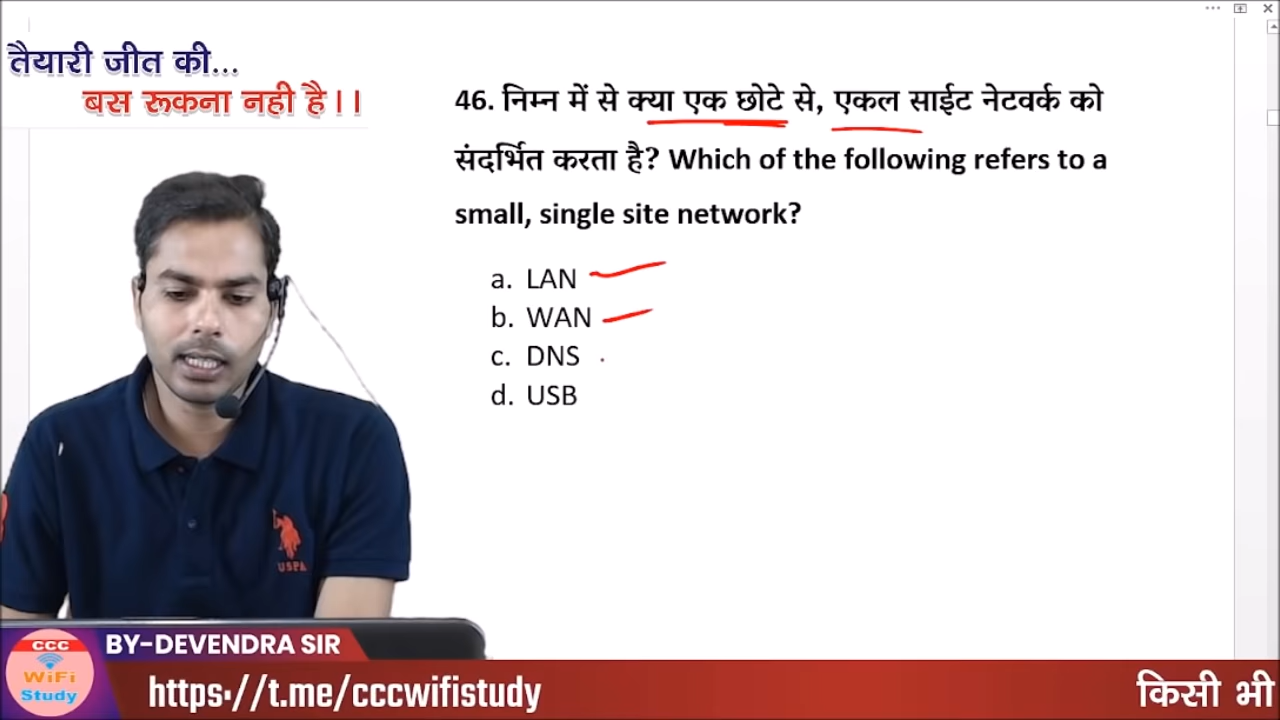 तैयारी जीत की...
बस रूकना नही है।।
46. निम्न में से क्या एक छोटे से, एकल साईट नेटवर्क को
संदर्भित करता है? Which of the following refers to a
small, single site network?
a. LAN
b. WAN
c. DNS
d. USB
USPA
CCC
WiFi
Study
BY-DEVENDRA SIR
https://t.me/cccwifistudy
किसी भी